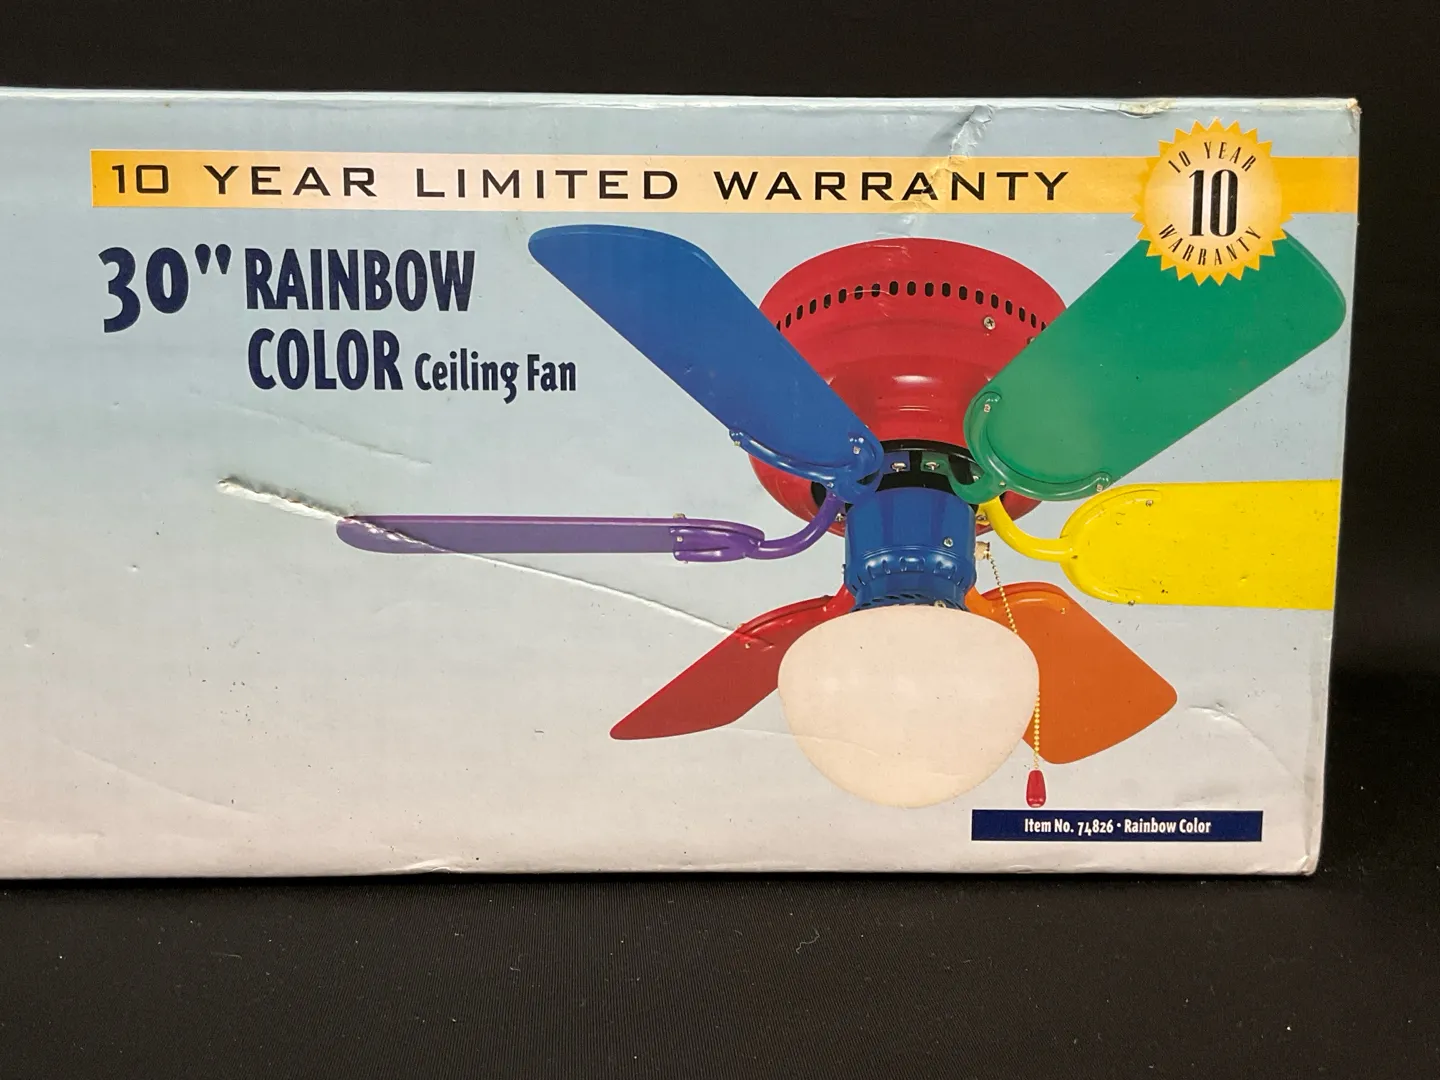 10 YEAR LIMITED WARRANTY
10 YEAR
10
WARRANTY
30" RAINBOW
COLOR Ceiling Fan
Item No. 74826 • Rainbow Color